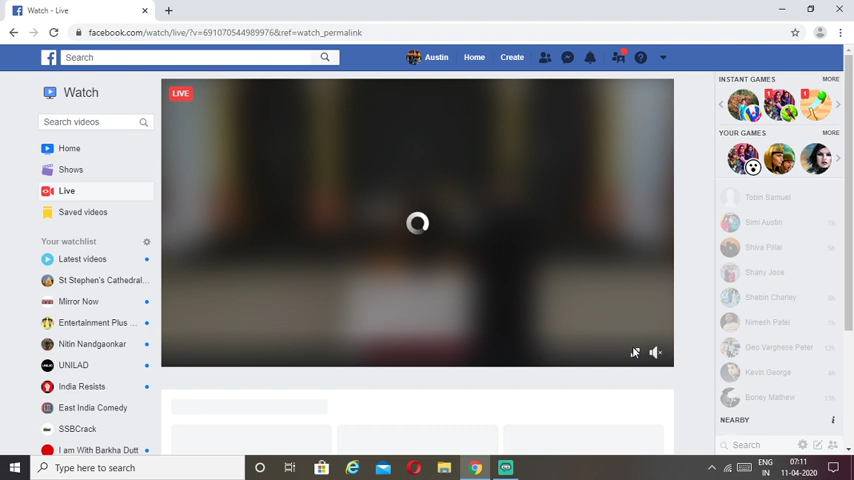 Watch - Live
facebook.com/watch/live/?v=691070544989976&ref=watch_permalink
Search
Austin Home Create
Watch
Search videos
Home
Shows
Live
Saved videos
Your watchlist
Latest videos
St Stephen's Cathedral...
Mirror Now
Entertainment Plus ...
Nitin Nandgaonkar
UNILAD
India Resists
East India Comedy
SSBCrack
I am With Barkha Dutt
LIVE
INSTANT GAMES MORE
1 1
YOUR GAMES MORE
Tobin Samuel
Simi Austin
Shiva Pillai
Shany Jose
Shabin Charley
Nimesh Patel
Geo Varghese Peter 12h
Kevin George
Boney Mathew
NEARBY
Search
Type here to search
ENG
IN
07:11
11-04-2020